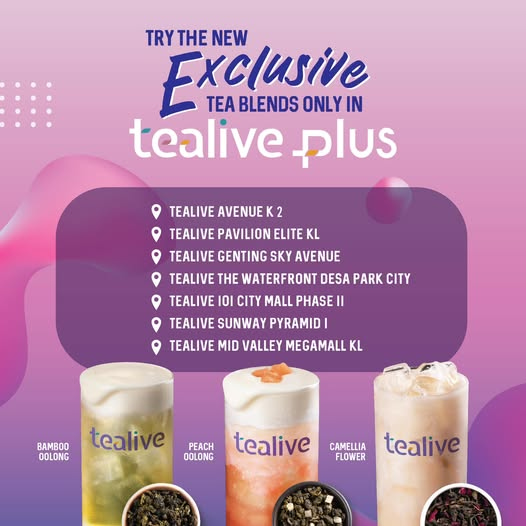 TRY THE NEW
Exclusive
TEA BLENDS ONLY IN
tealive plus
TEALIVE AVENUE K 2
TEALIVE PAVILION ELITE KL
TEALIVE GENTING SKY AVENUE
TEALIVE THE WATERFRONT DESA PARK CITY
TEALIVE IOI CITY MALL PHASE II
TEALIVE SUNWAY PYRAMID I
TEALIVE MID VALLEY MEGAMALL KL
BAMBOO
OOLONG
tealive
PEACH
OOLONG
tealive
CAMELLIA
FLOWER
tealive